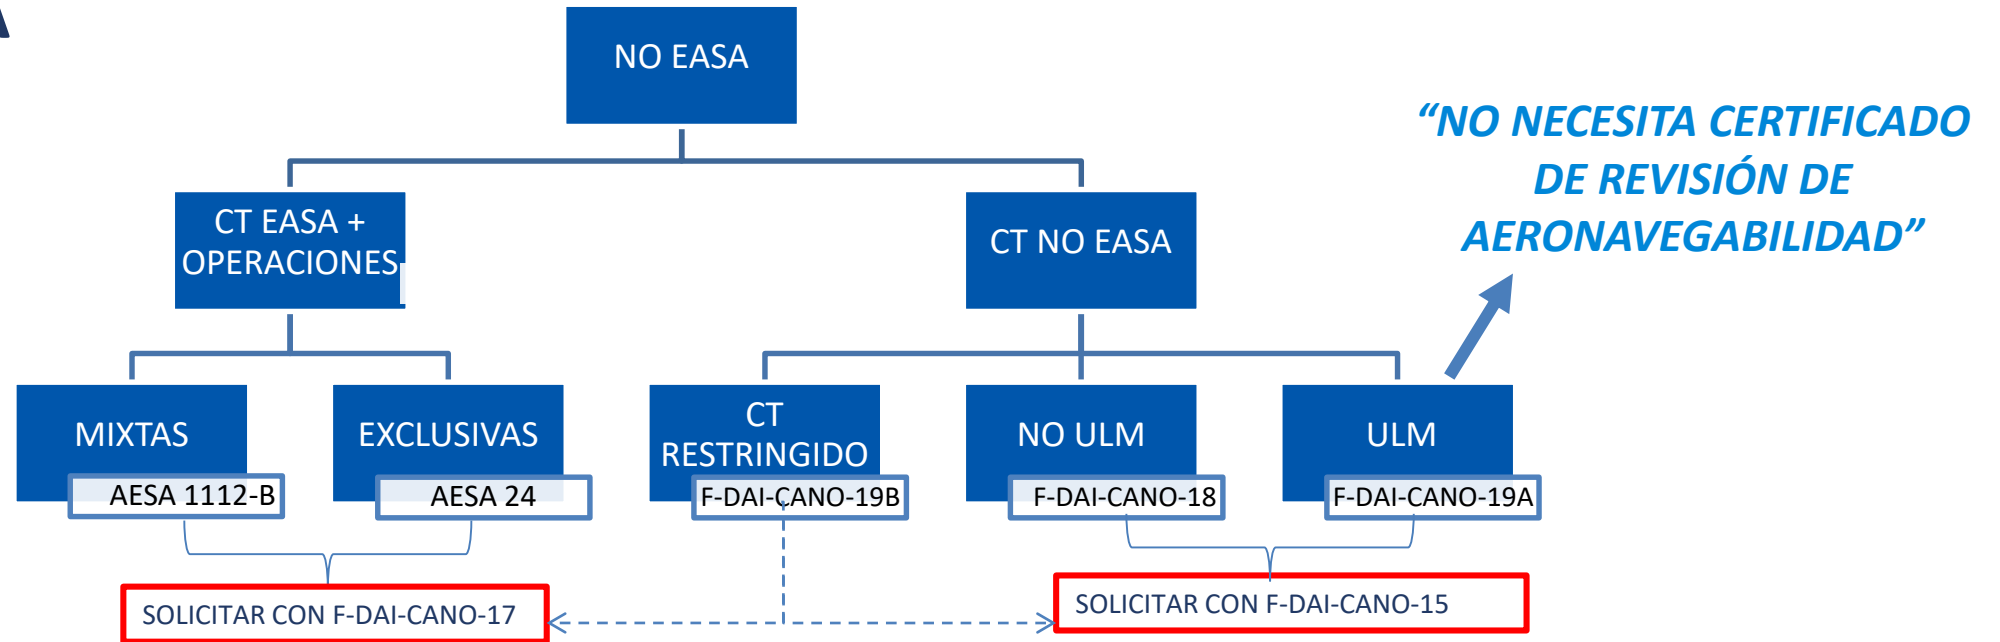 NO EASA
“NO NECESITA CERTIFICADO
DE REVISIÓN DE
AERONAVEGABILIDAD”
CT EASA +
OPERACIONES
CT NO EASA
MIXTAS
EXCLUSIVAS
CT
RESTRINGIDO
NO ULM
ULM
AESA 1112-B
AESA 24
F-DAI-CANO-19B
F-DAI-CANO-18
F-DAI-CANO-19A
SOLICITAR CON F-DAI-CANO-17
SOLICITAR CON F-DAI-CANO-15